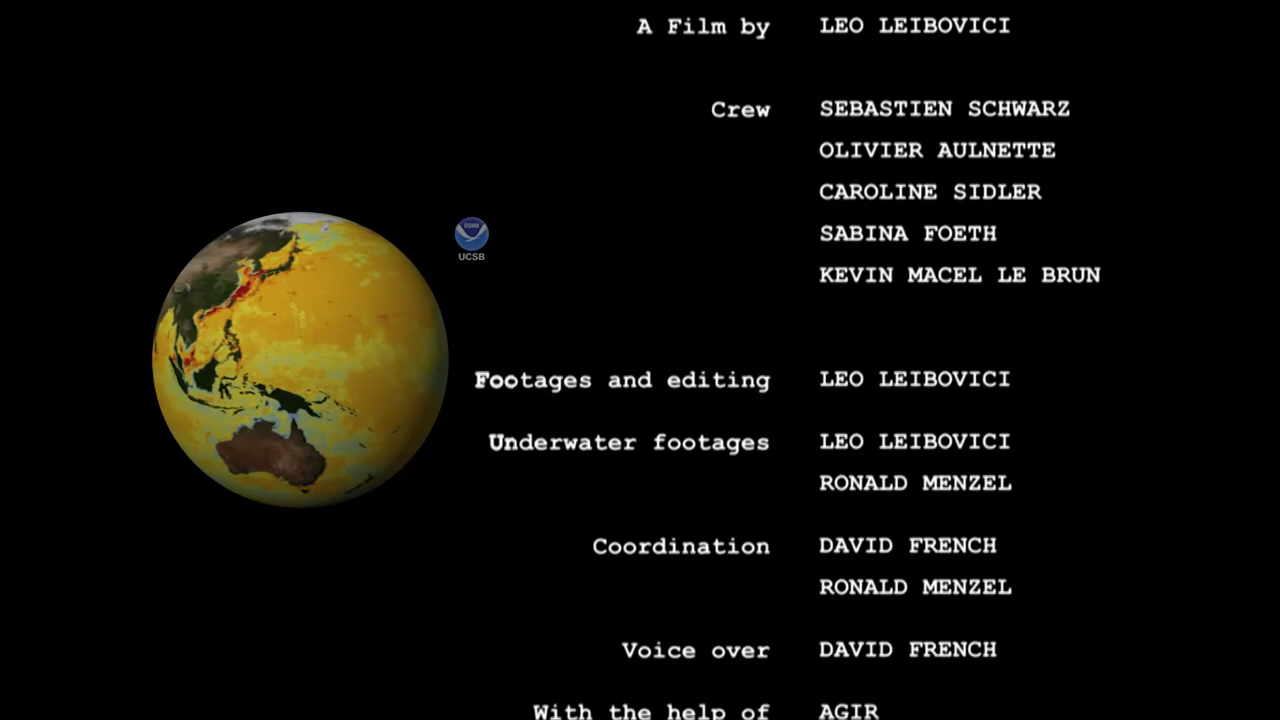 A Film by LEO LEIBOVICI
Crew SEBASTIEN SCHWARZ
OLIVIER AULNETTE
CAROLINE SIDLER
SABINA FOETH
KEVIN MACEL LE BRUN
UCSB
Footages and editing LEO LEIBOVICI
Underwater footages LEO LEIBOVICI
RONALD MENZEL
Coordination DAVID FRENCH
RONALD MENZEL
Voice over DAVID FRENCH
With the help of AGIR